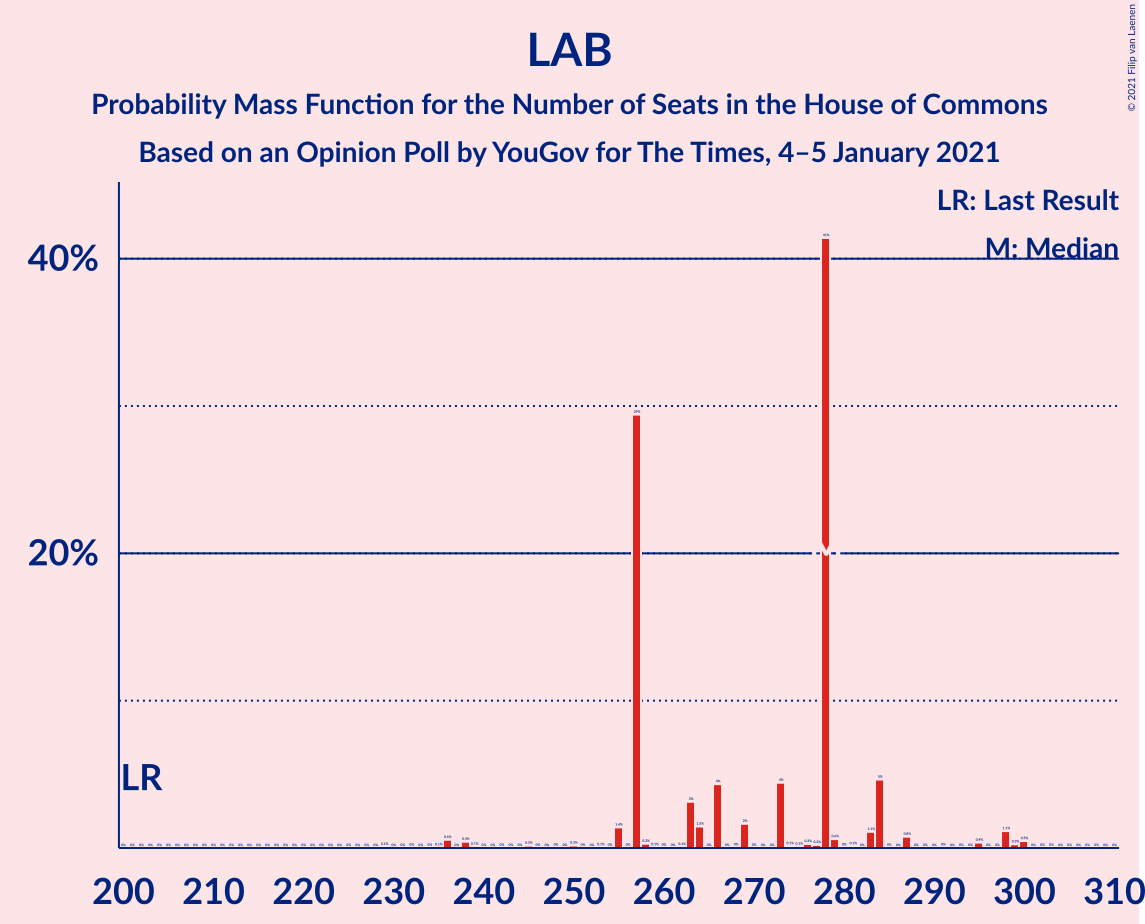 LAB
Probability Mass Function for the Number of Seats in the House of Commons
Based on an Opinion Poll by YouGov for The Times, 4–5 January 2021
© 2021 Filip van Laenen
LR: Last Result
M: Median
40%
20%
M
LR
200 210 220 230 240 250 260 270 280 290 300 310